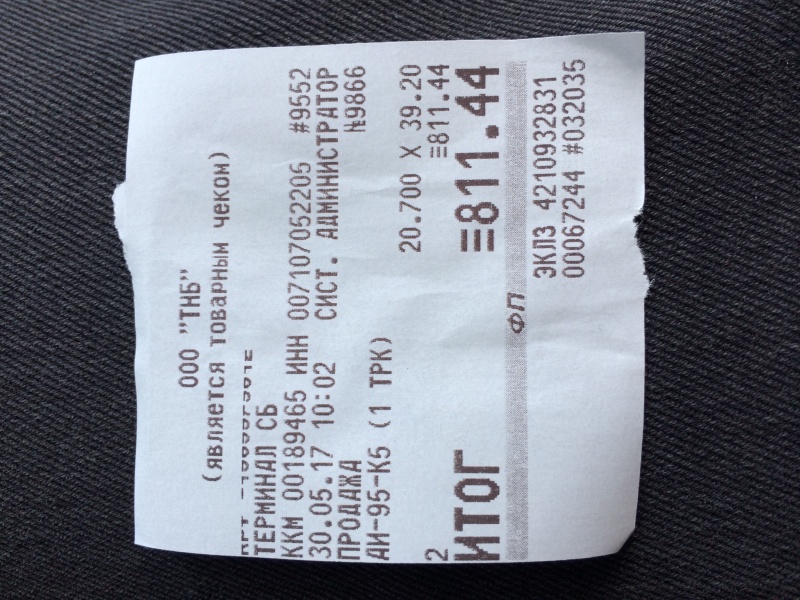 ООО "ТНБ"
(является товарным чеком)
ТЕРМИНАЛ СБ
ККМ 00189465 ИНН 007107052205 #9552
30.05.17 10:02 СИСТ. АДМИНИСТРАТОР
ПРОДАЖА №9866
АИ-95-К5 (1 ТРК)
20.700 X 39.20
2 ≡811.44
ИТОГ ≡811.44
ФП
ЭКЛЗ 4210932831
00067244 #032035